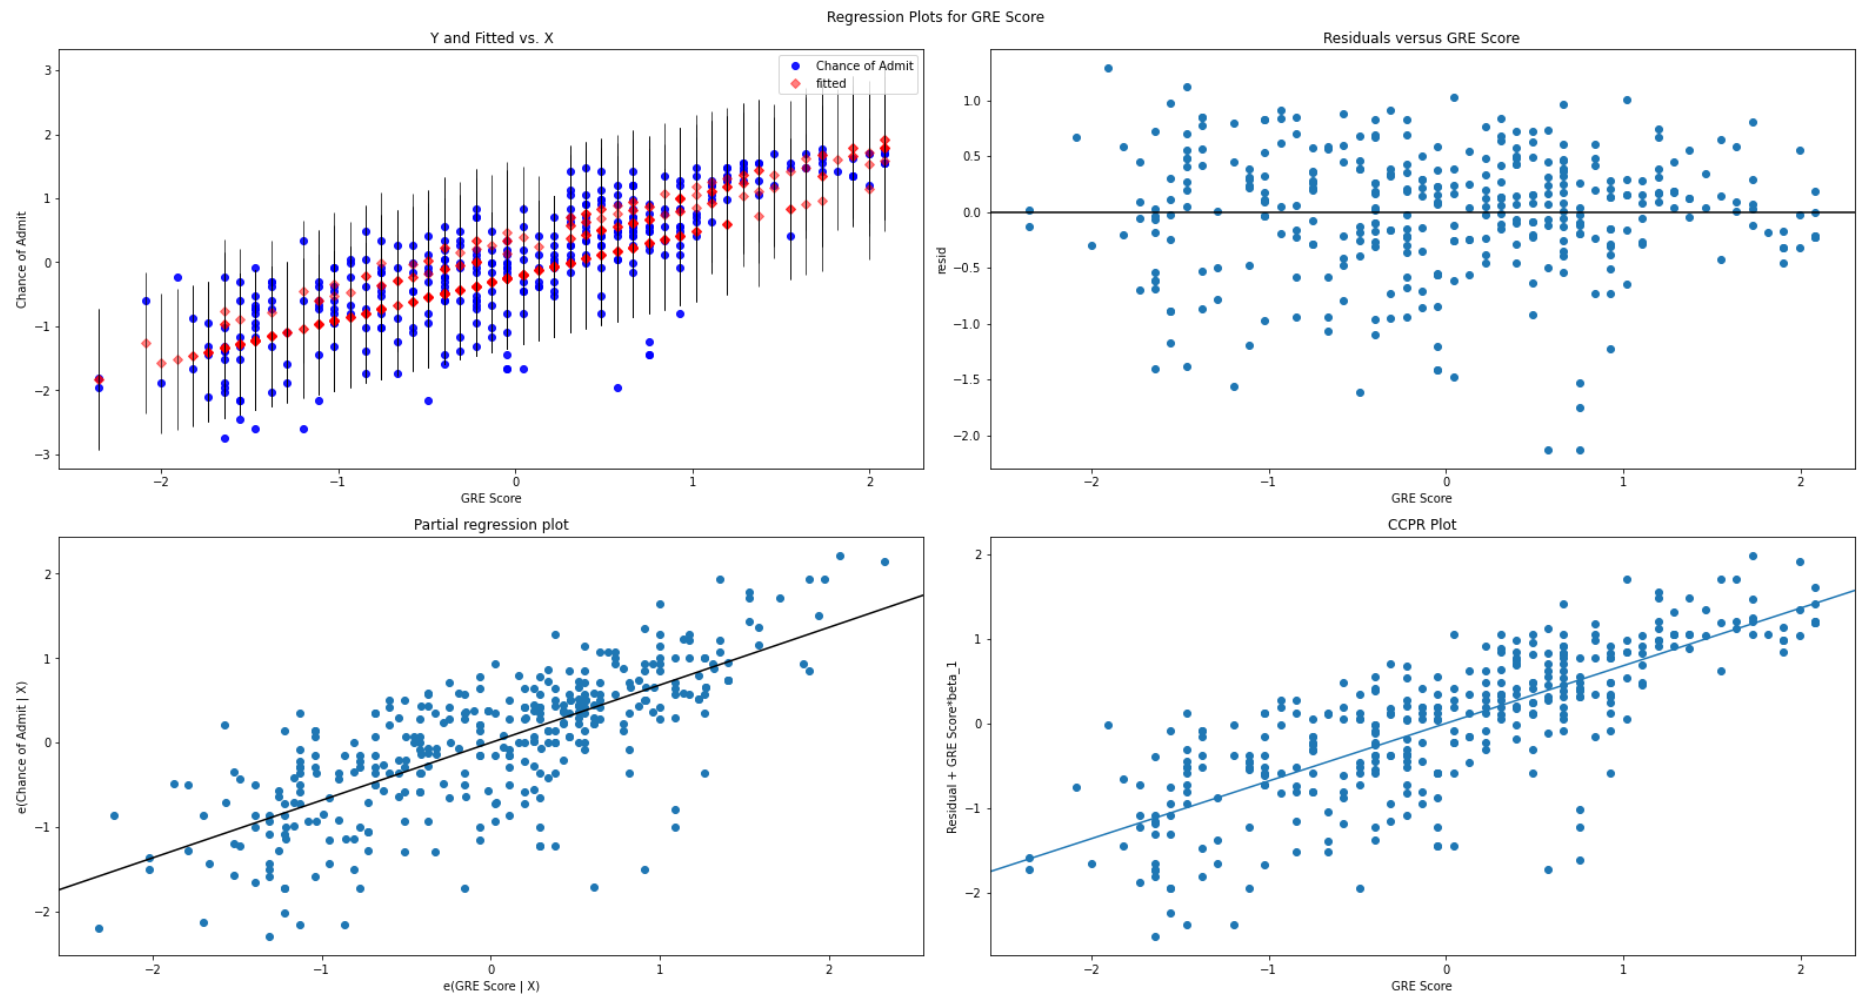 Regression Plots for GRE Score
Y and Fitted vs. X
Chance of Admit
fitted
3
2
1
0
−1
−2
−3
Chance of Admit
−2
−1
0
1
2
GRE Score
Residuals versus GRE Score
1.0
0.5
0.0
−0.5
−1.0
−1.5
−2.0
resid
−2
−1
0
1
2
GRE Score
Partial regression plot
2
1
0
−1
−2
e(Chance of Admit | X)
−2
−1
0
1
2
e(GRE Score | X)
CCPR Plot
2
1
0
−1
−2
Residual + GRE Score*beta_1
−2
−1
0
1
2
GRE Score